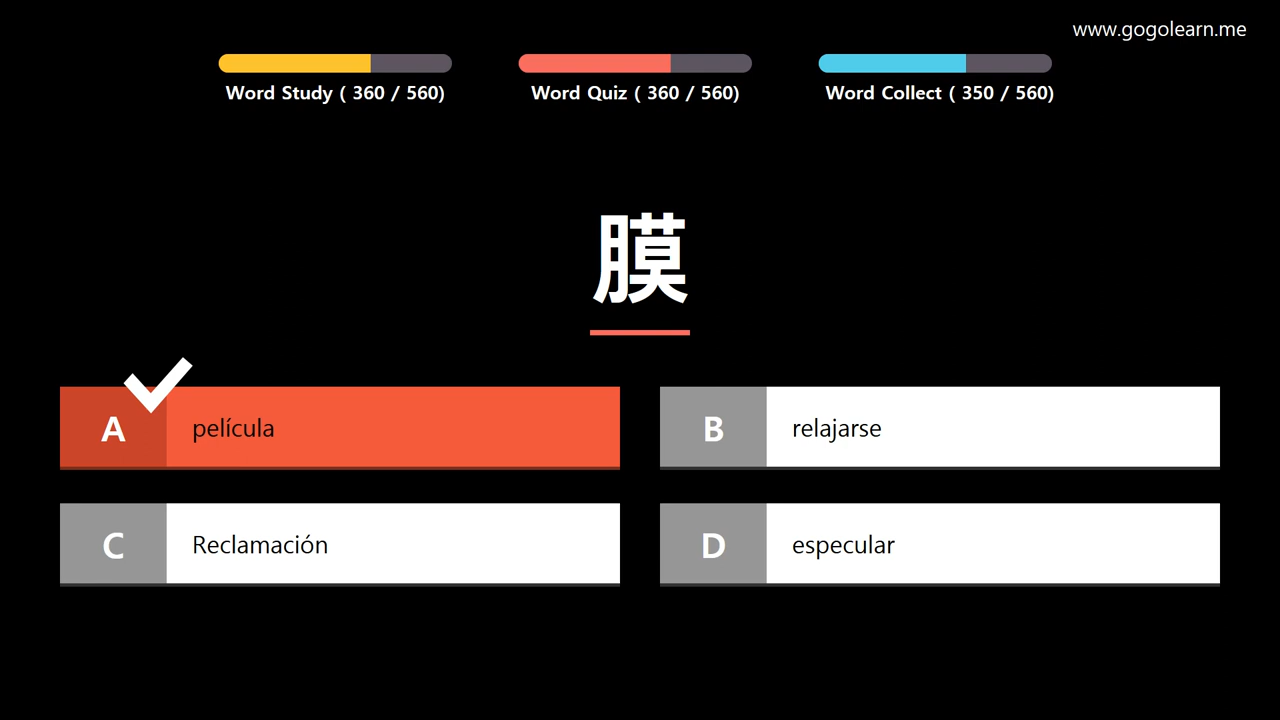 www.gogolearn.me
Word Study ( 360 / 560)
Word Quiz ( 360 / 560)
Word Collect ( 350 / 560)
膜
A película
B relajarse
C Reclamación
D especular